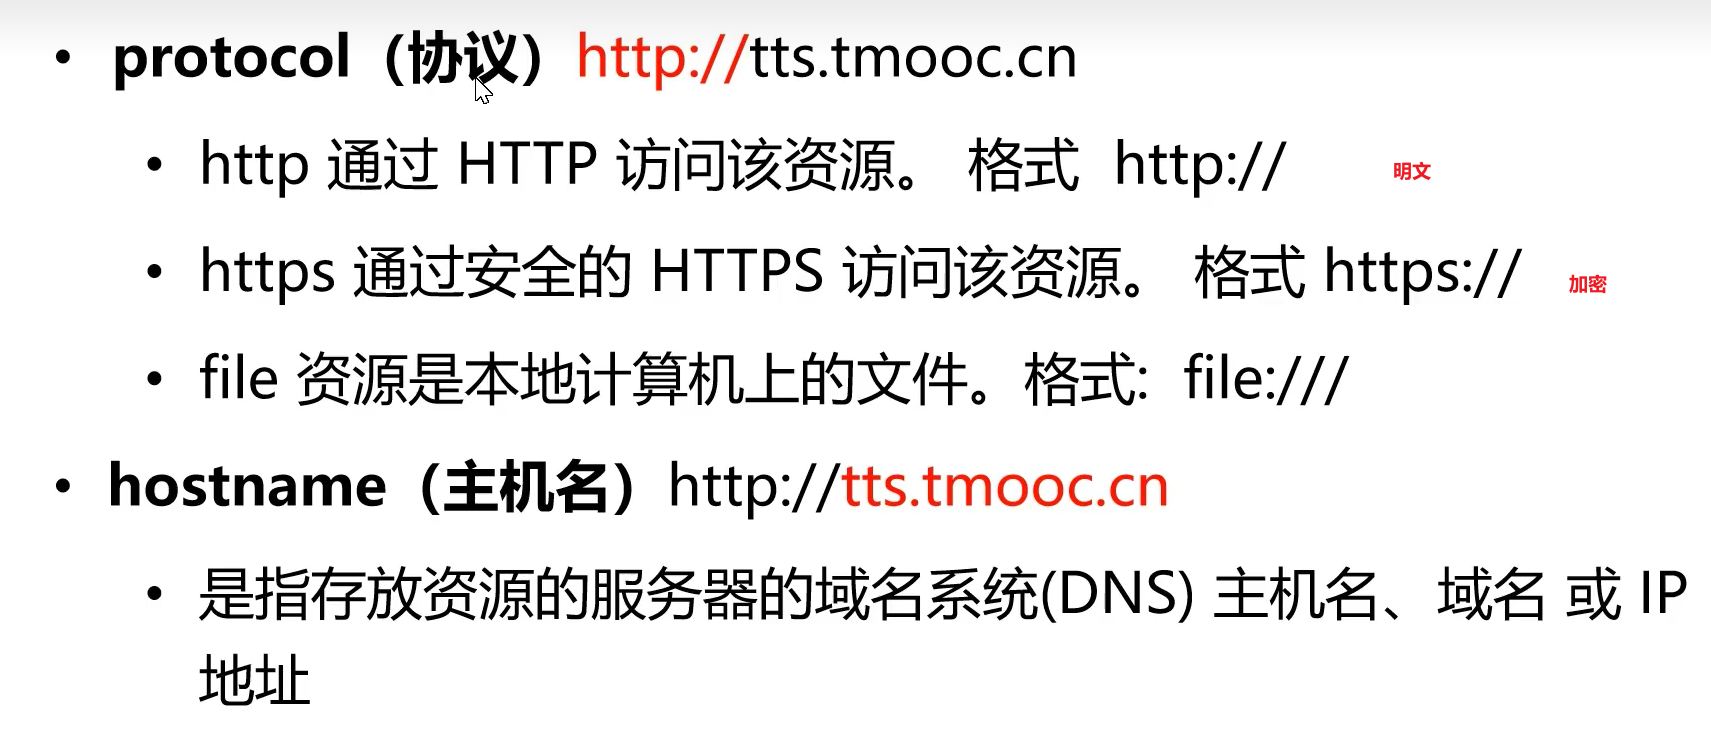 • protocol（协议）http://tts.tmooc.cn
• http 通过 HTTP 访问该资源。 格式 http:// 明文
• https 通过安全的 HTTPS 访问该资源。 格式 https:// 加密
• file 资源是本地计算机上的文件。格式: file:///
• hostname（主机名）http://tts.tmooc.cn
• 是指存放资源的服务器的域名系统(DNS) 主机名、域名 或 IP
地址